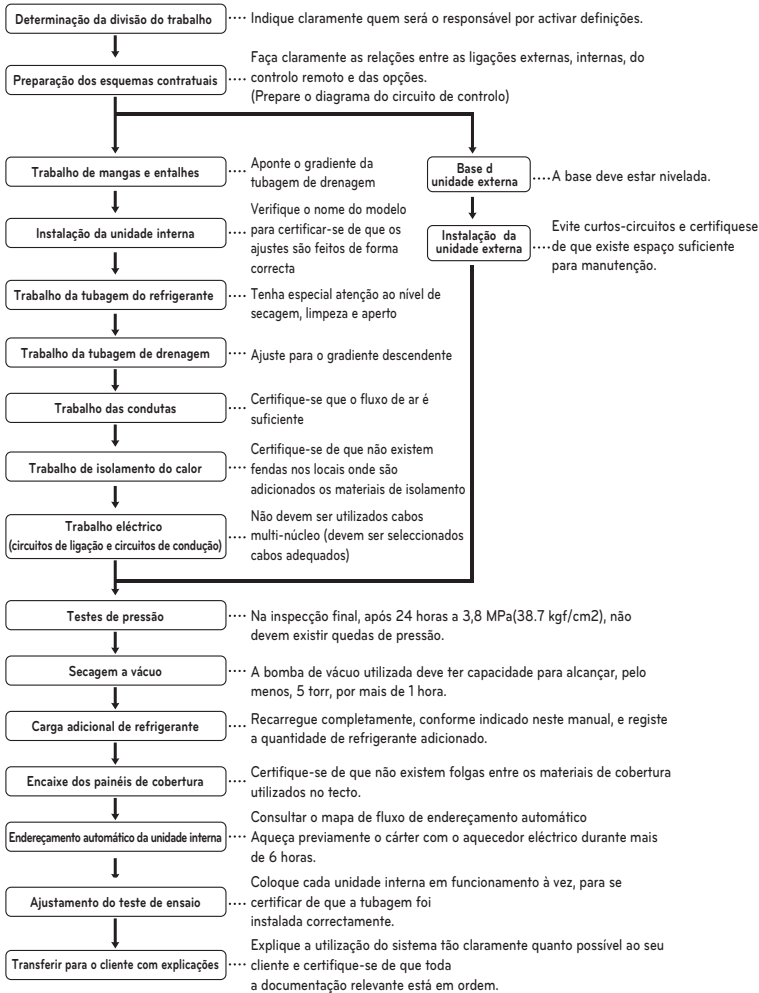 Determinação da divisão do trabalho
···· Indique claramente quem será o responsável por activar definições.
Preparação dos esquemas contratuais
Faça claramente as relações entre as ligações externas, internas, do
···· controlo remoto e das opções.
(Prepare o diagrama do circuito de controlo)
Trabalho de mangas e entalhes
Aponte o gradiente da
···· tubagem de drenagem
Base d
unidade externa
····A base deve estar nivelada.
Instalação da unidade interna
Verifique o nome do modelo
···· para certificar-se de que os
ajustes são feitos de forma
correcta
Instalação da
unidade externa
Evite curtos-circuitos e certifiquese
····de que existe espaço suficiente
para manutenção.
Trabalho da tubagem do refrigerante
···· Tenha especial atenção ao nível de
secagem, limpeza e aperto
Trabalho da tubagem de drenagem
···· Ajuste para o gradiente descendente
Trabalho das condutas
···· Certifique-se que o fluxo de ar é
suficiente
Trabalho de isolamento do calor
Certifique-se de que não existem
···· fendas nos locais onde são
adicionados os materiais de isolamento
Trabalho eléctrico
(circuitos de ligação e circuitos de condução)
Não devem ser utilizados cabos
···· multi-núcleo (devem ser seleccionados
cabos adequados)
Testes de pressão
···· Na inspecção final, após 24 horas a 3,8 MPa(38.7 kgf/cm2), não
devem existir quedas de pressão.
Secagem a vácuo
···· A bomba de vácuo utilizada deve ter capacidade para alcançar, pelo
menos, 5 torr, por mais de 1 hora.
Carga adicional de refrigerante
···· Recarregue completamente, conforme indicado neste manual, e registe
a quantidade de refrigerante adicionado.
Encaixe dos painéis de cobertura
···· Certifique-se de que não existem folgas entre os materiais de cobertura
utilizados no tecto.
Endereçamento automático da unidade interna
Consultar o mapa de fluxo de endereçamento automático
···· Aqueça previamente o cárter com o aquecedor eléctrico durante mais
de 6 horas.
Ajustamento do teste de ensaio
Coloque cada unidade interna em funcionamento à vez, para se
···· certificar de que a tubagem foi
instalada correctamente.
Transferir para o cliente com explicações
Explique a utilização do sistema tão claramente quanto possível ao seu
···· cliente e certifique-se de que toda
a documentação relevante está em ordem.